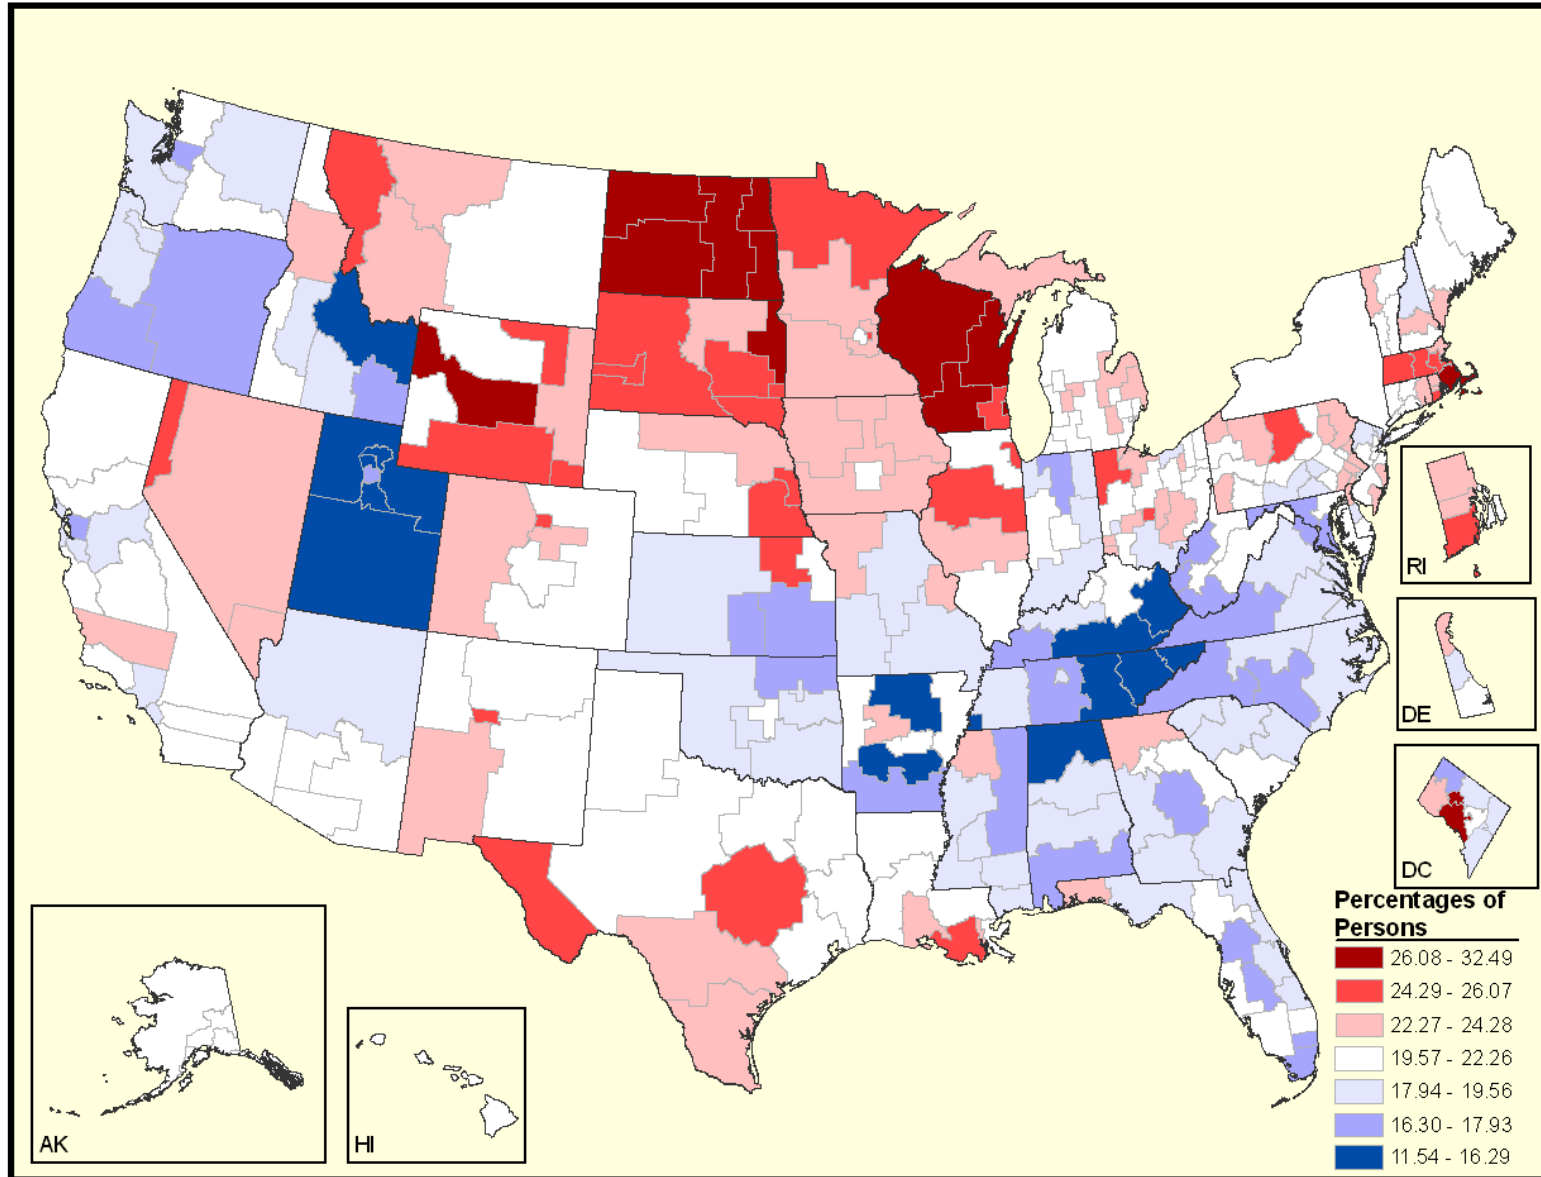 RI
DE
DC
AK
HI
Percentages of
Persons
26.08 - 32.49
24.29 - 26.07
22.27 - 24.28
19.57 - 22.26
17.94 - 19.56
16.30 - 17.93
11.54 - 16.29